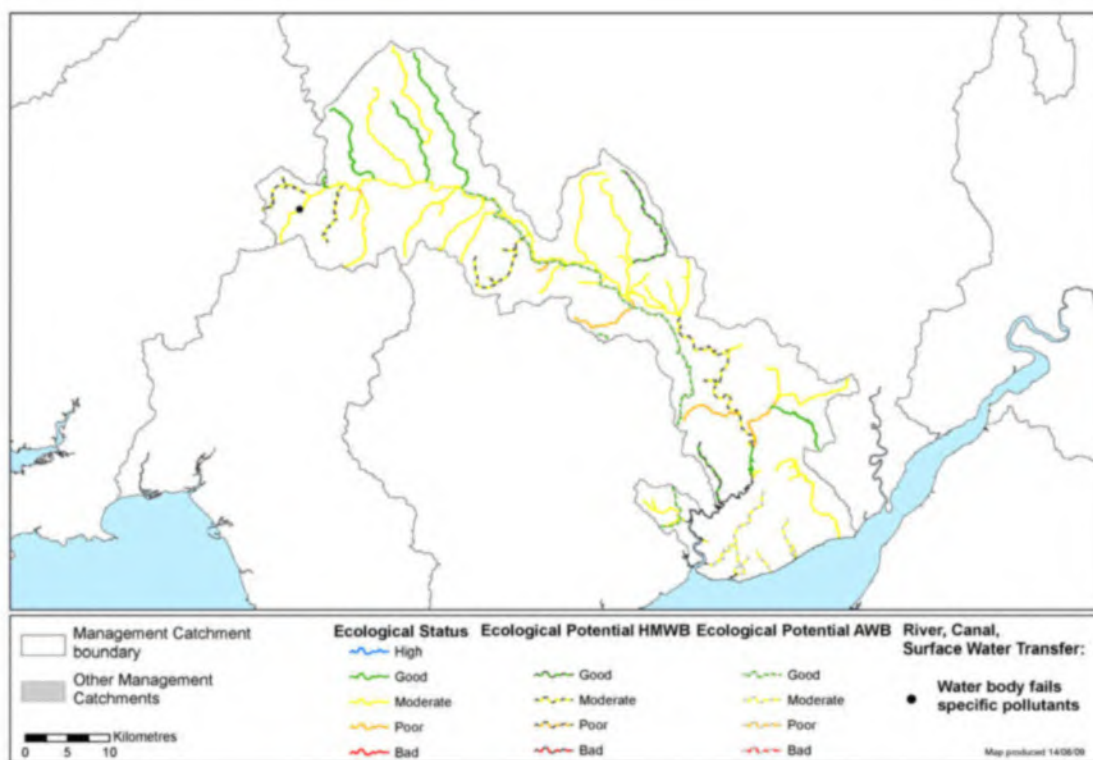 Management Catchment
boundary
Other Management
Catchments
0 5 10 Kilometres
Ecological Status
High
Good
Moderate
Poor
Bad
Ecological Potential HMWB
Good
Moderate
Poor
Bad
Ecological Potential AWB
Good
Moderate
Poor
Bad
River, Canal,
Surface Water Transfer:
Water body fails
specific pollutants
Map produced 14/08/09